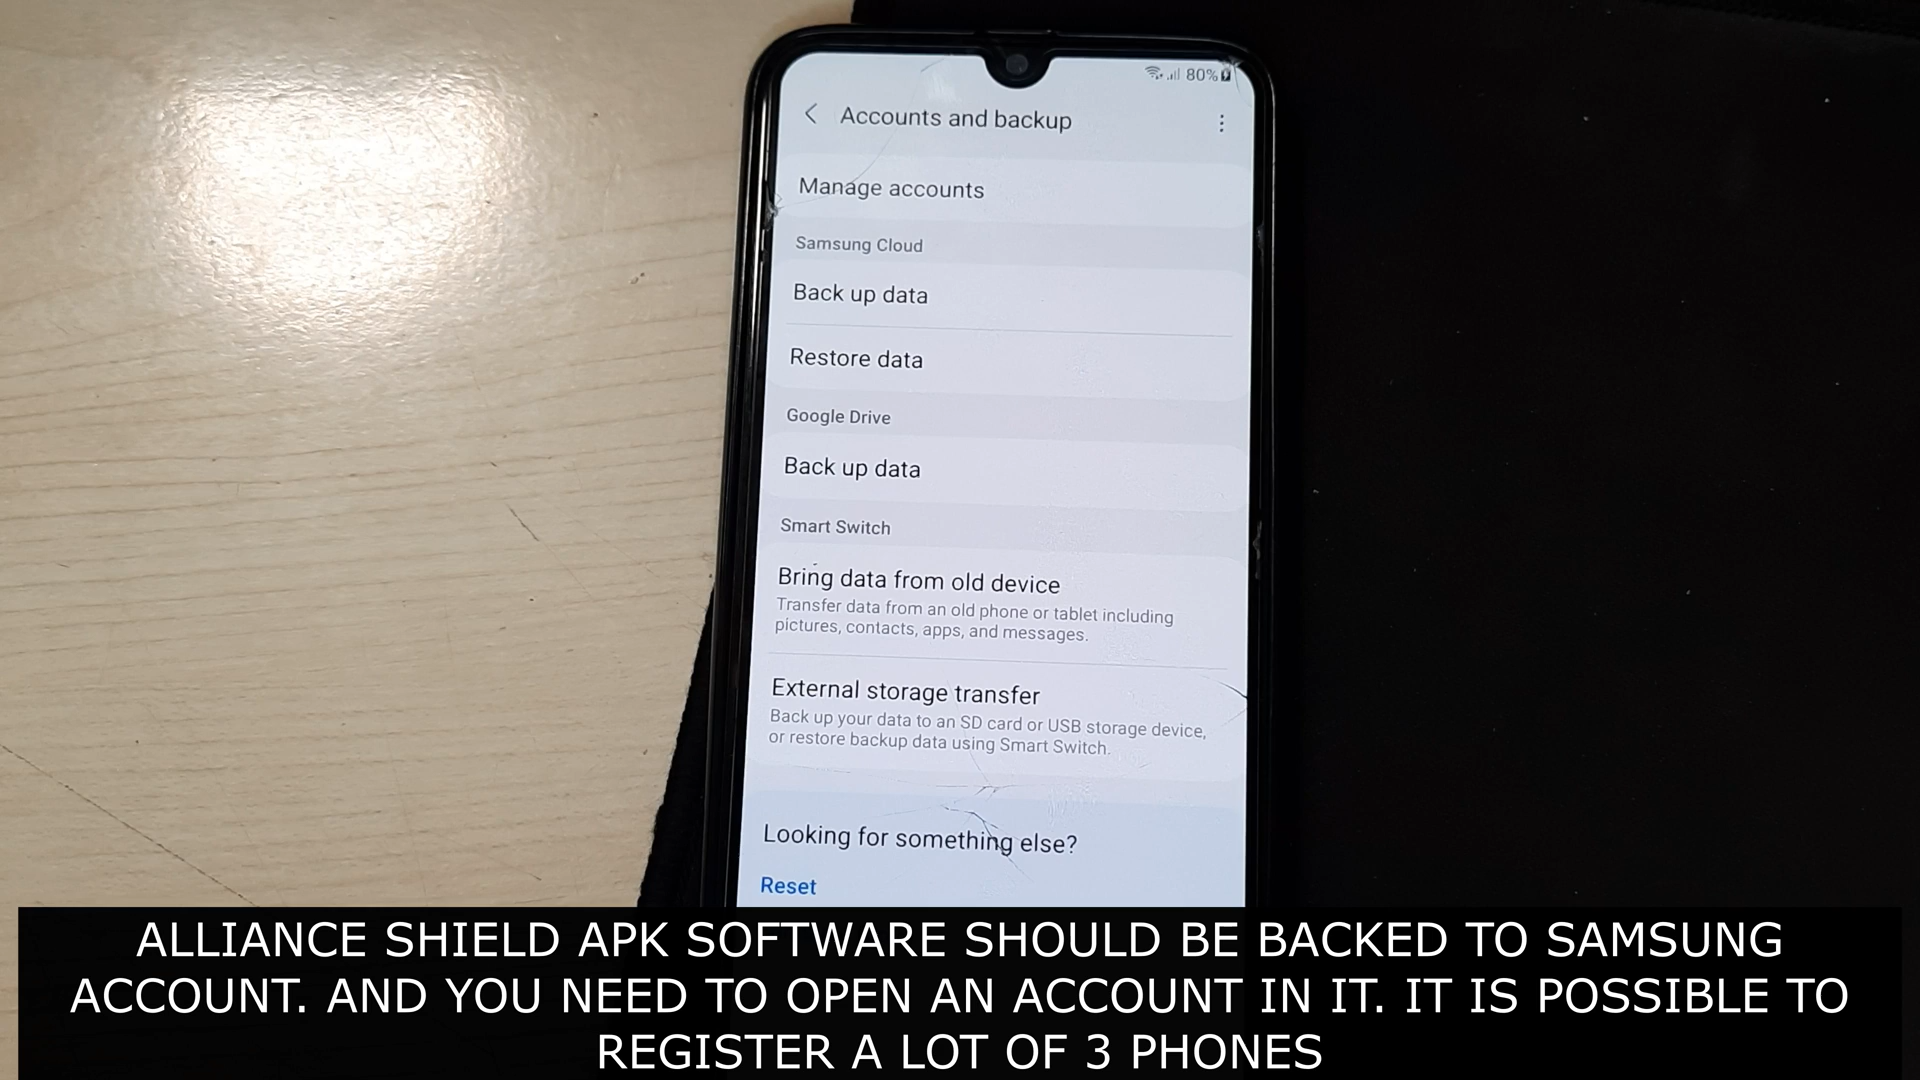 80%
Accounts and backup
Manage accounts
Samsung Cloud
Back up data
Restore data
Google Drive
Back up data
Smart Switch
Bring data from old device
Transfer data from an old phone or tablet including
pictures, contacts, apps, and messages.
External storage transfer
Back up your data to an SD card or USB storage device,
or restore backup data using Smart Switch.
Looking for something else?
Reset
ALLIANCE SHIELD APK SOFTWARE SHOULD BE BACKED TO SAMSUNG
ACCOUNT. AND YOU NEED TO OPEN AN ACCOUNT IN IT. IT IS POSSIBLE TO
REGISTER A LOT OF 3 PHONES